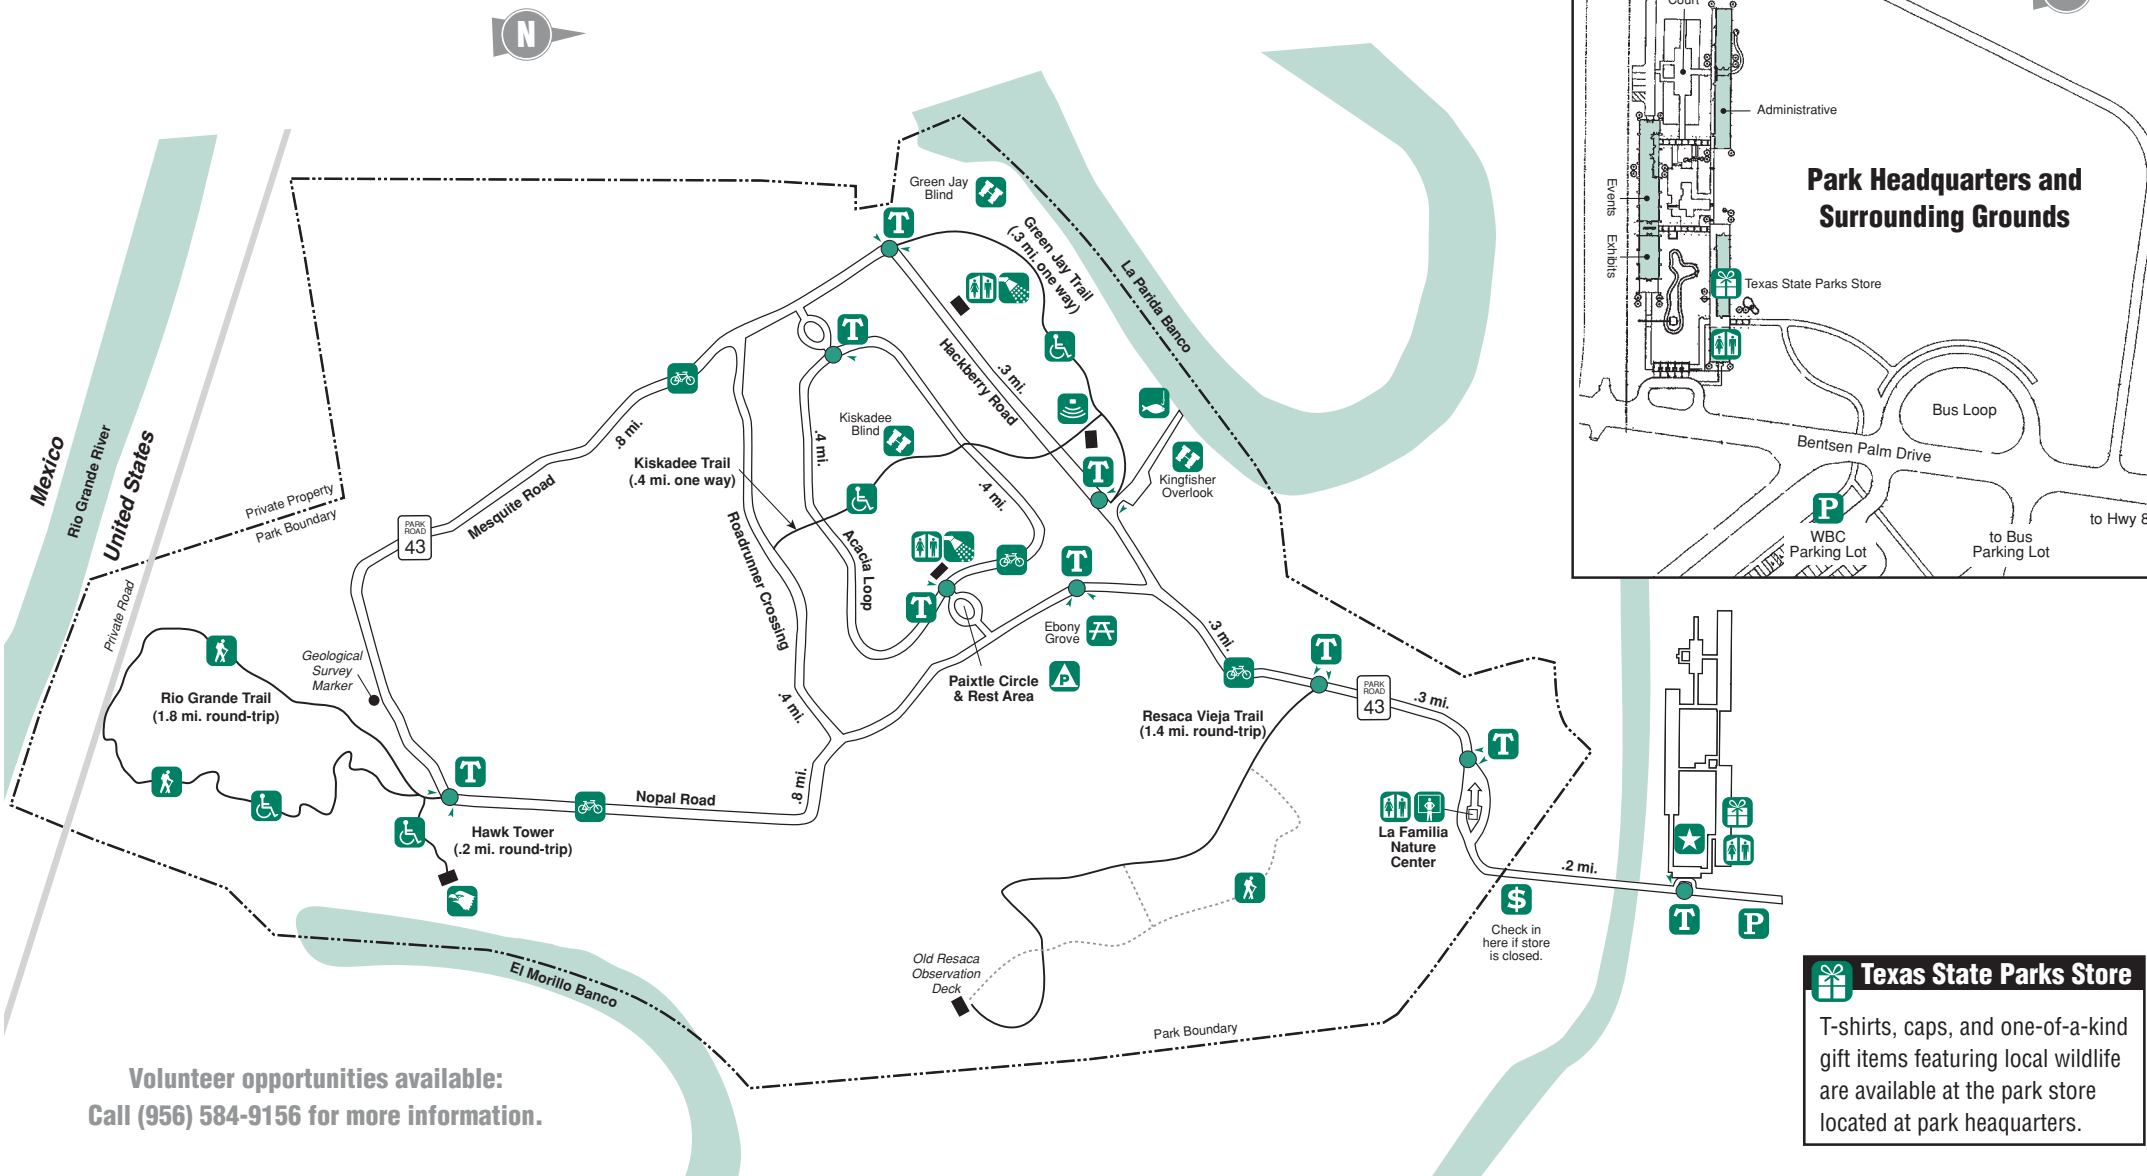 N
Court
Administrative
Park Headquarters and
Surrounding Grounds
Events
Exhibits
Texas State Parks Store
Bus Loop
Bentsen Palm Drive
P
WBC
Parking Lot
to Bus
Parking Lot
to Hwy 8
Green Jay
Blind
T
Green Jay Trail
(.3 mi. one way)
La Parida Banco
T
Hackberry Road
.3 mi.
Kiskadee
Blind
.4 mi.
.8 mi.
Kiskadee Trail
(.4 mi. one way)
T
Kingfisher
Overlook
.4 mi.
Mexico
Rio Grande River
United States
Private Property
Park Boundary
Private Road
PARK
ROAD
43
Mesquite Road
Roadrunner Crossing
Acacia Loop
T
T
Ebony
Grove
.3 mi.
T
Geological
Survey
Marker
Rio Grande Trail
(1.8 mi. round-trip)
Paixtle Circle
& Rest Area
P
.4 mi.
PARK
ROAD
43
.3 mi.
Resaca Vieja Trail
(1.4 mi. round-trip)
T
T
Nopal Road
.8 mi.
Hawk Tower
(.2 mi. round-trip)
La Familia
Nature
Center
.2 mi.
$
Check in
here if store
is closed.
T
P
Old Resaca
Observation
Deck
El Morillo Banco
Park Boundary
Texas State Parks Store
T-shirts, caps, and one-of-a-kind
gift items featuring local wildlife
are available at the park store
located at park heaquarters.
Volunteer opportunities available:
Call (956) 584-9156 for more information.